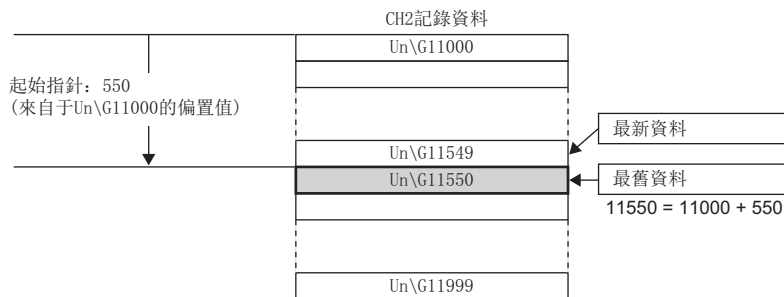 CH2記錄資料
Un\G11000
起始指針：550
(來自于Un\G11000的偏置值)
最新資料
Un\G11549
Un\G11550
最舊資料
11550 = 11000 + 550
Un\G11999